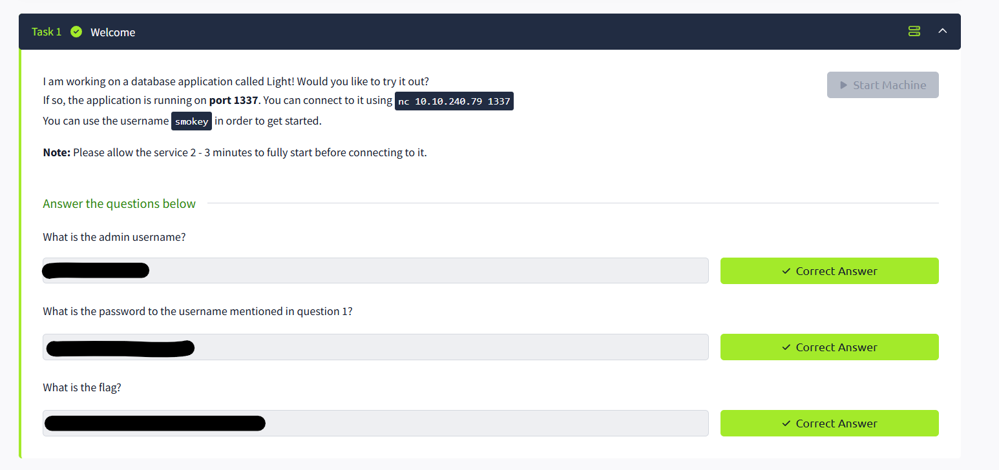 Task 1 Welcome
I am working on a database application called Light! Would you like to try it out?
Start Machine
If so, the application is running on port 1337. You can connect to it using nc 10.10.240.79 1337
You can use the username smokey in order to get started.
Note: Please allow the service 2 - 3 minutes to fully start before connecting to it.
Answer the questions below
What is the admin username?
Correct Answer
What is the password to the username mentioned in question 1?
Correct Answer
What is the flag?
Correct Answer